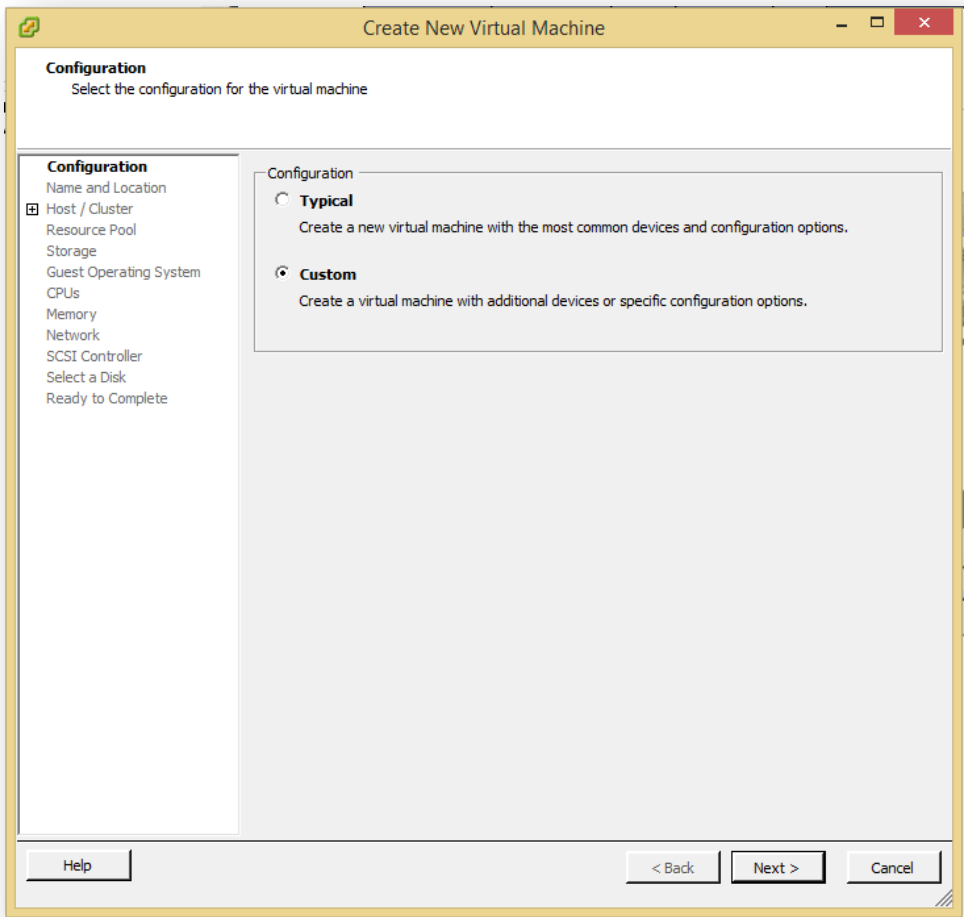 Create New Virtual Machine
Configuration
Select the configuration for the virtual machine
Configuration
Name and Location
Host / Cluster
Resource Pool
Storage
Guest Operating System
CPUs
Memory
Network
SCSI Controller
Select a Disk
Ready to Complete
Configuration
Typical
Create a new virtual machine with the most common devices and configuration options.
Custom
Create a virtual machine with additional devices or specific configuration options.
Help
< Back
Next >
Cancel